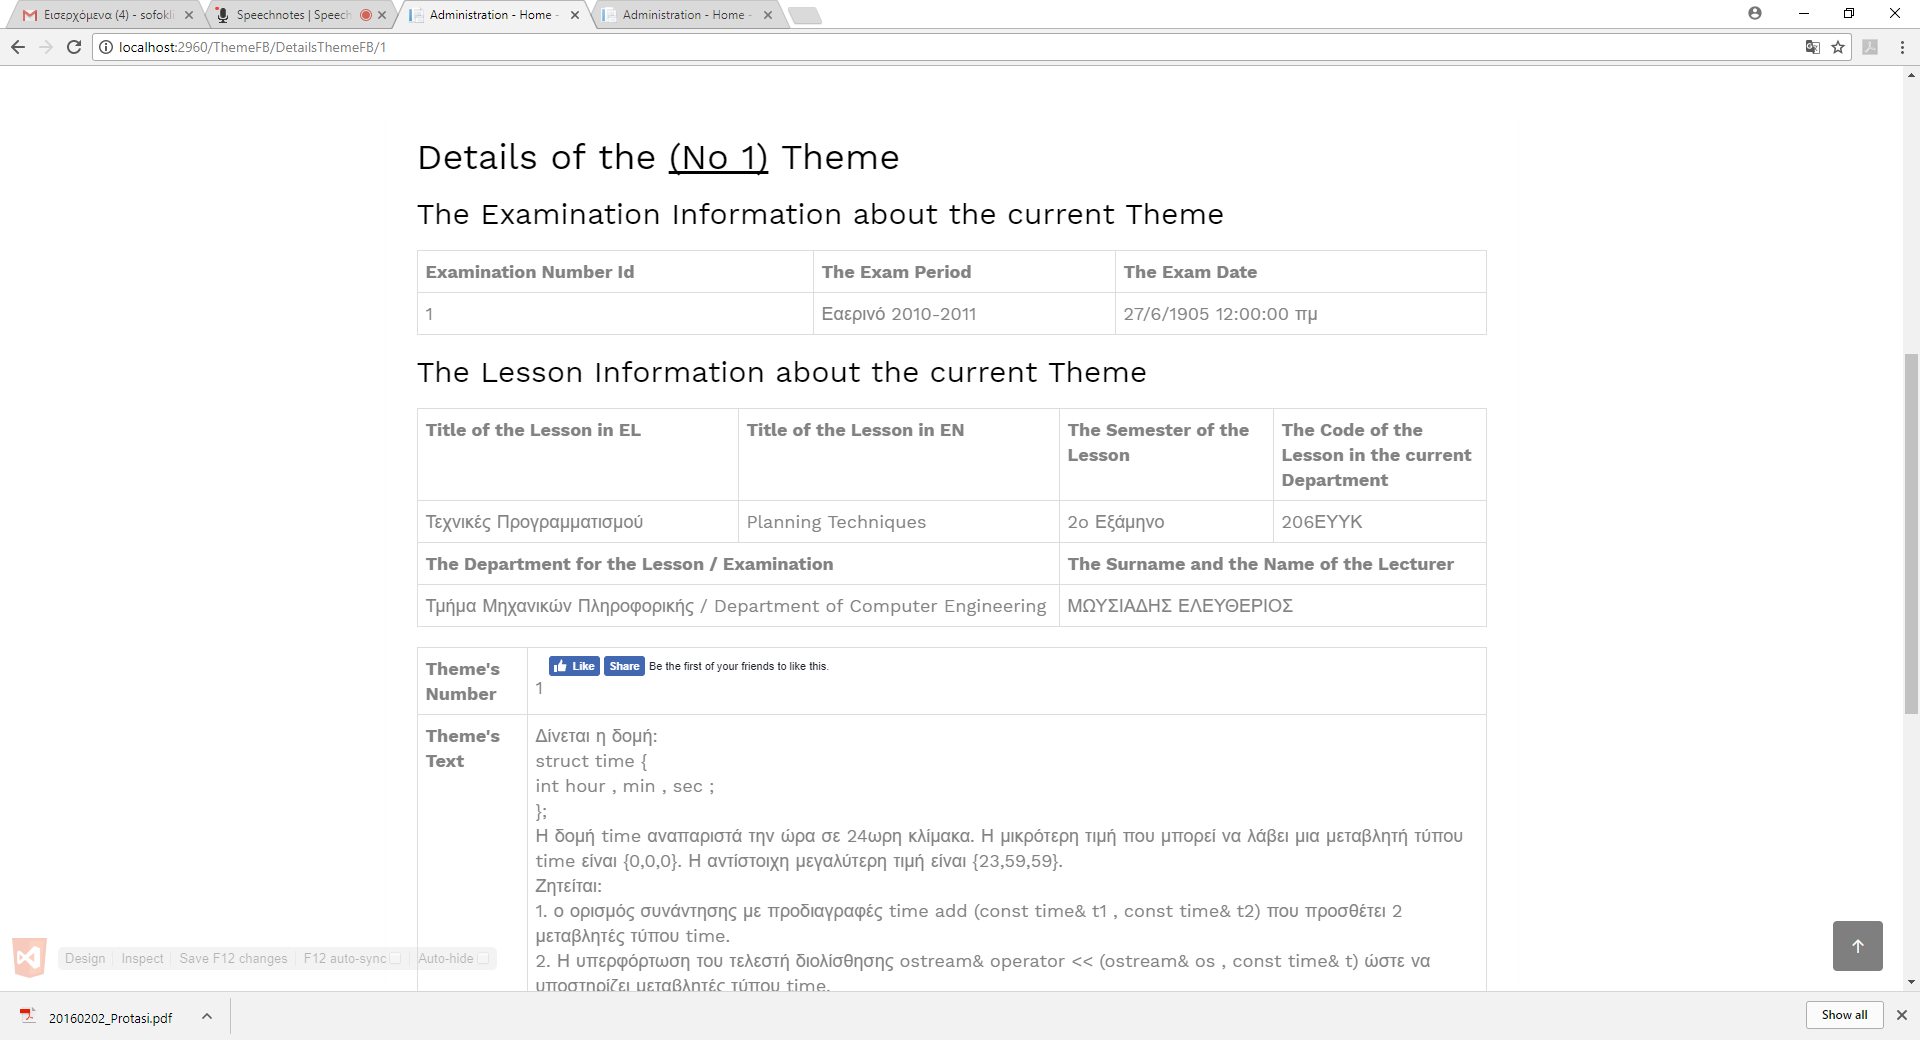 Εισερχόμενα (4) - sofokli
Speechnotes | Speech
Administration - Home -
Administration - Home -
localhost:2960/ThemeFB/DetailsThemeFB/1
Details of the (No 1) Theme
The Examination Information about the current Theme
Examination Number Id The Exam Period The Exam Date
1 Εαερινό 2010-2011 27/6/1905 12:00:00 πμ
The Lesson Information about the current Theme
Title of the Lesson in EL Title of the Lesson in EN The Semester of the The Code of the
Lesson Lesson in the current
Department
Τεχνικές Προγραμματισμού Planning Techniques 2ο Εξάμηνο 206ΕΥΥΚ
The Department for the Lesson / Examination The Surname and the Name of the Lecturer
Τμήμα Μηχανικών Πληροφορικής / Department of Computer Engineering ΜΩΥΣΙΑΔΗΣ ΕΛΕΥΘΕΡΙΟΣ
Theme's Like Share Be the first of your friends to like this.
Number 1
Theme's Δίνεται η δομή:
Text struct time {
int hour , min , sec ;
};
Η δομή time αναπαριστά την ώρα σε 24ωρη κλίμακα. Η μικρότερη τιμή που μπορεί να λάβει μια μεταβλητή τύπου
time είναι {0,0,0}. Η αντίστοιχη μεγαλύτερη τιμή είναι {23,59,59}.
Ζητείται:
1. ο ορισμός συνάντησης με προδιαγραφές time add (const time& t1 , const time& t2) που προσθέτει 2
μεταβλητές τύπου time.
2. Η υπερφόρτωση του τελεστή διολίσθησης ostream& operator << (ostream& os , const time& t) ώστε να
υποστηρίζει μεταβλητές τύπου time.
Design Inspect Save F12 changes F12 auto-sync Auto-hide
20160202_Protasi.pdf
Show all